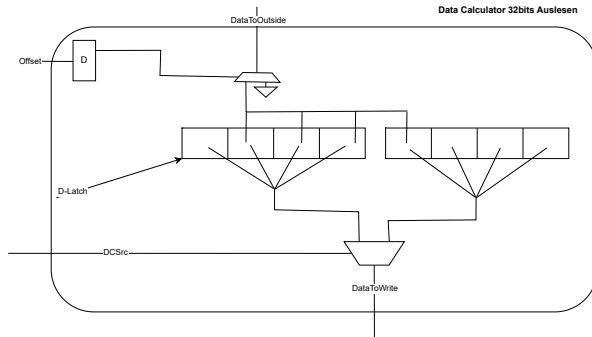 Data Calculator 32bits Auslesen
DataToOutside
Offset
D
D-Latch
DCSrc
DataToWrite